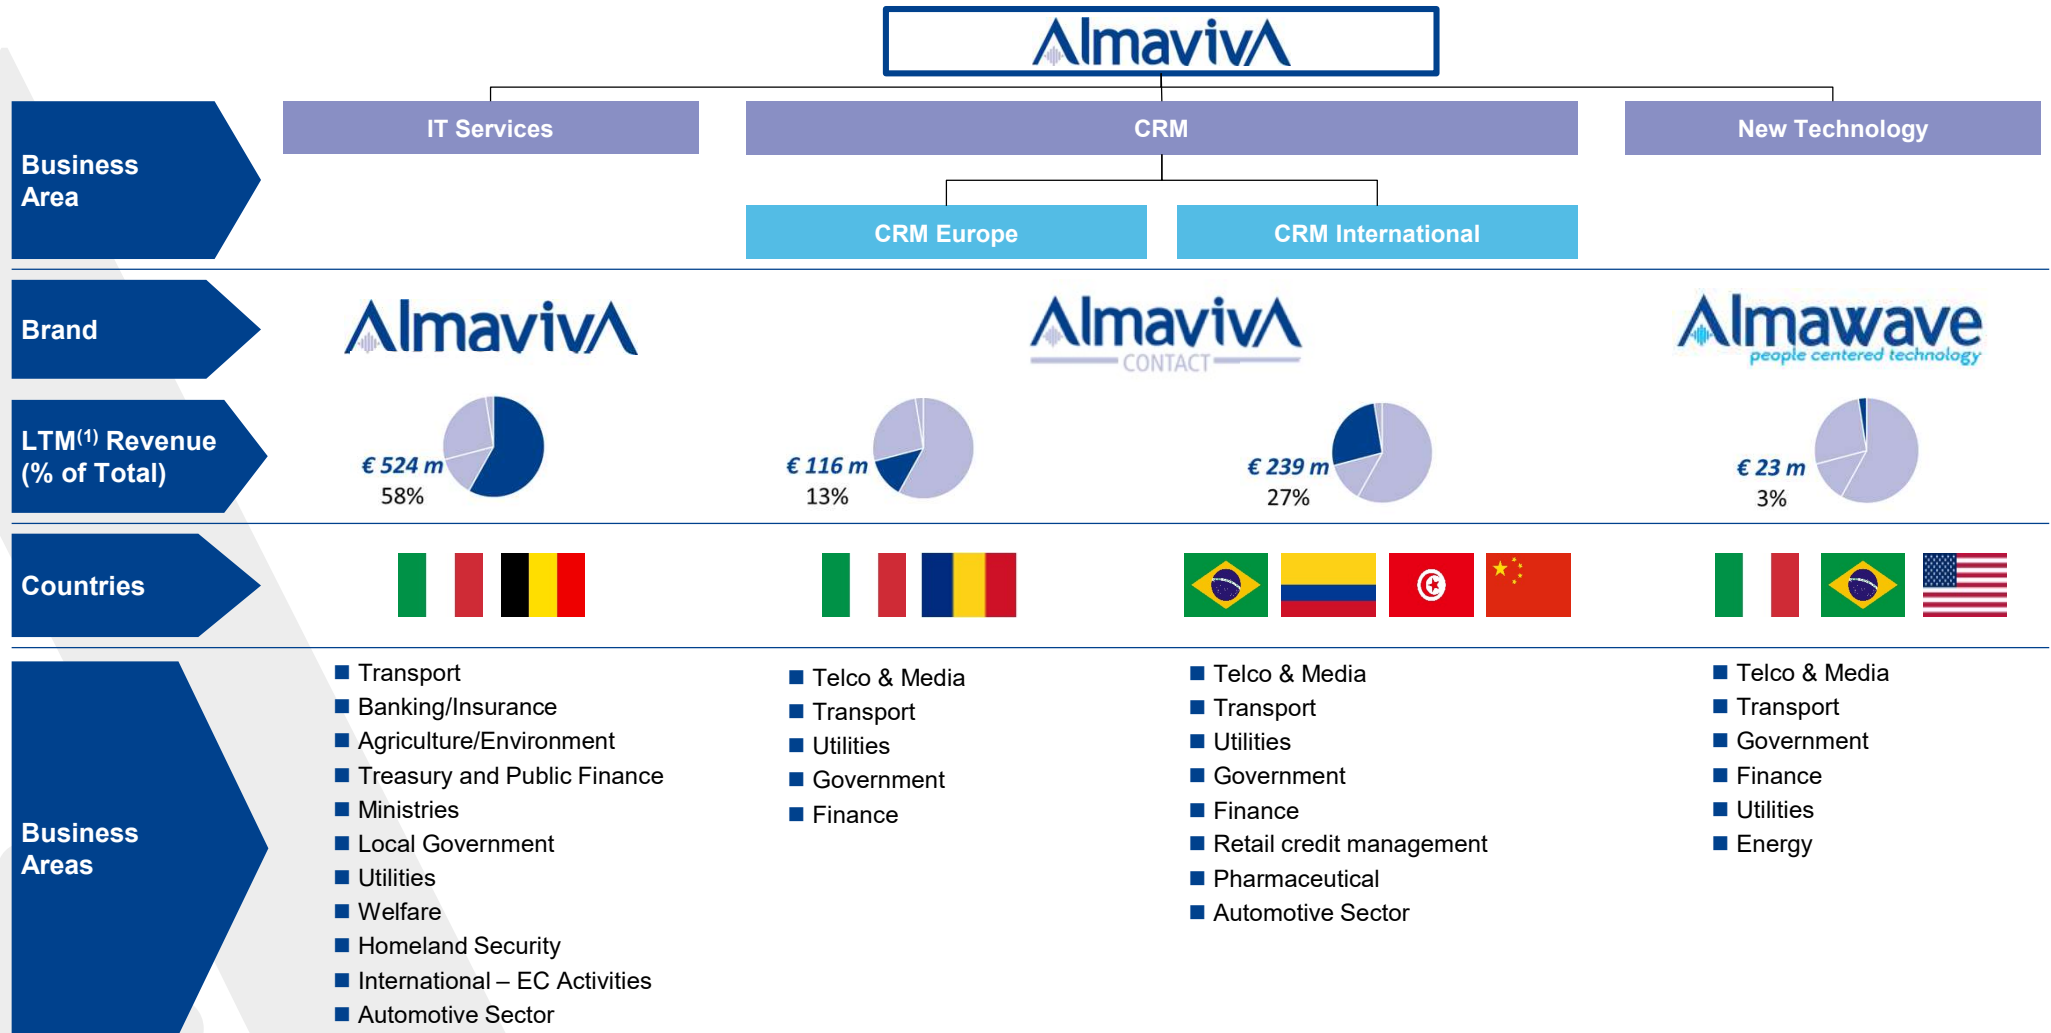 AlmavivA
IT Services
CRM
New Technology
Business
Area
CRM Europe
CRM International
Brand
AlmavivA
AlmavivA
CONTACT
Almawave
people centered technology
LTM(1) Revenue
(% of Total)
€ 524 m
58%
€ 116 m
13%
€ 239 m
27%
€ 23 m
3%
Countries
Business
Areas
Transport
Banking/Insurance
Agriculture/Environment
Treasury and Public Finance
Ministries
Local Government
Utilities
Welfare
Homeland Security
International – EC Activities
Automotive Sector
Telco & Media
Transport
Utilities
Government
Finance
Telco & Media
Transport
Utilities
Government
Finance
Retail credit management
Pharmaceutical
Automotive Sector
Telco & Media
Transport
Government
Finance
Utilities
Energy